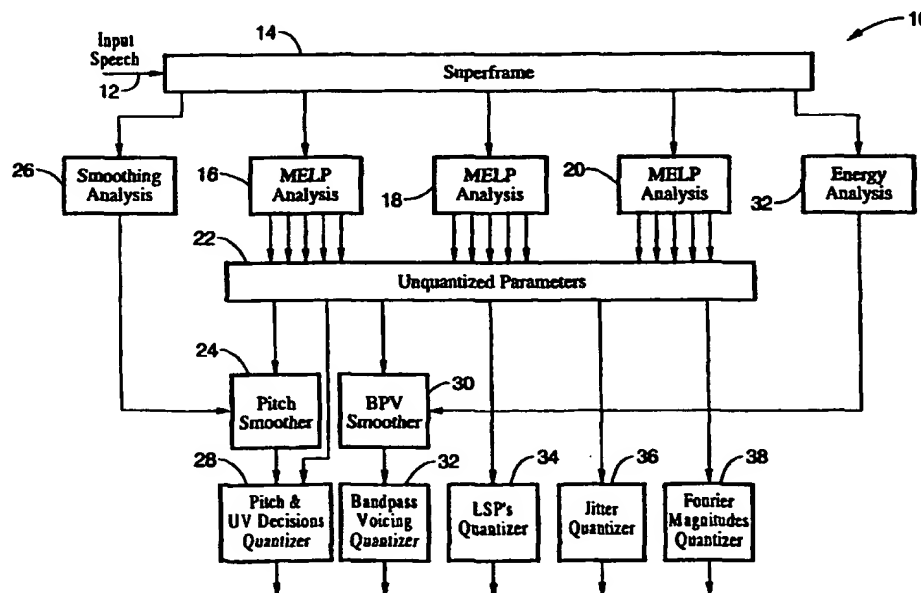 10
14
Input
Speech
12
Superframe
26
Smoothing
Analysis
16
MELP
Analysis
18
MELP
Analysis
20
MELP
Analysis
32
Energy
Analysis
22
Unquantized Parameters
24
Pitch
Smoother
30
BPV
Smoother
28
Pitch &
UV Decisions
Quantizer
32
Bandpass
Voicing
Quantizer
34
LSP's
Quantizer
36
Jitter
Quantizer
38
Fourier
Magnitudes
Quantizer